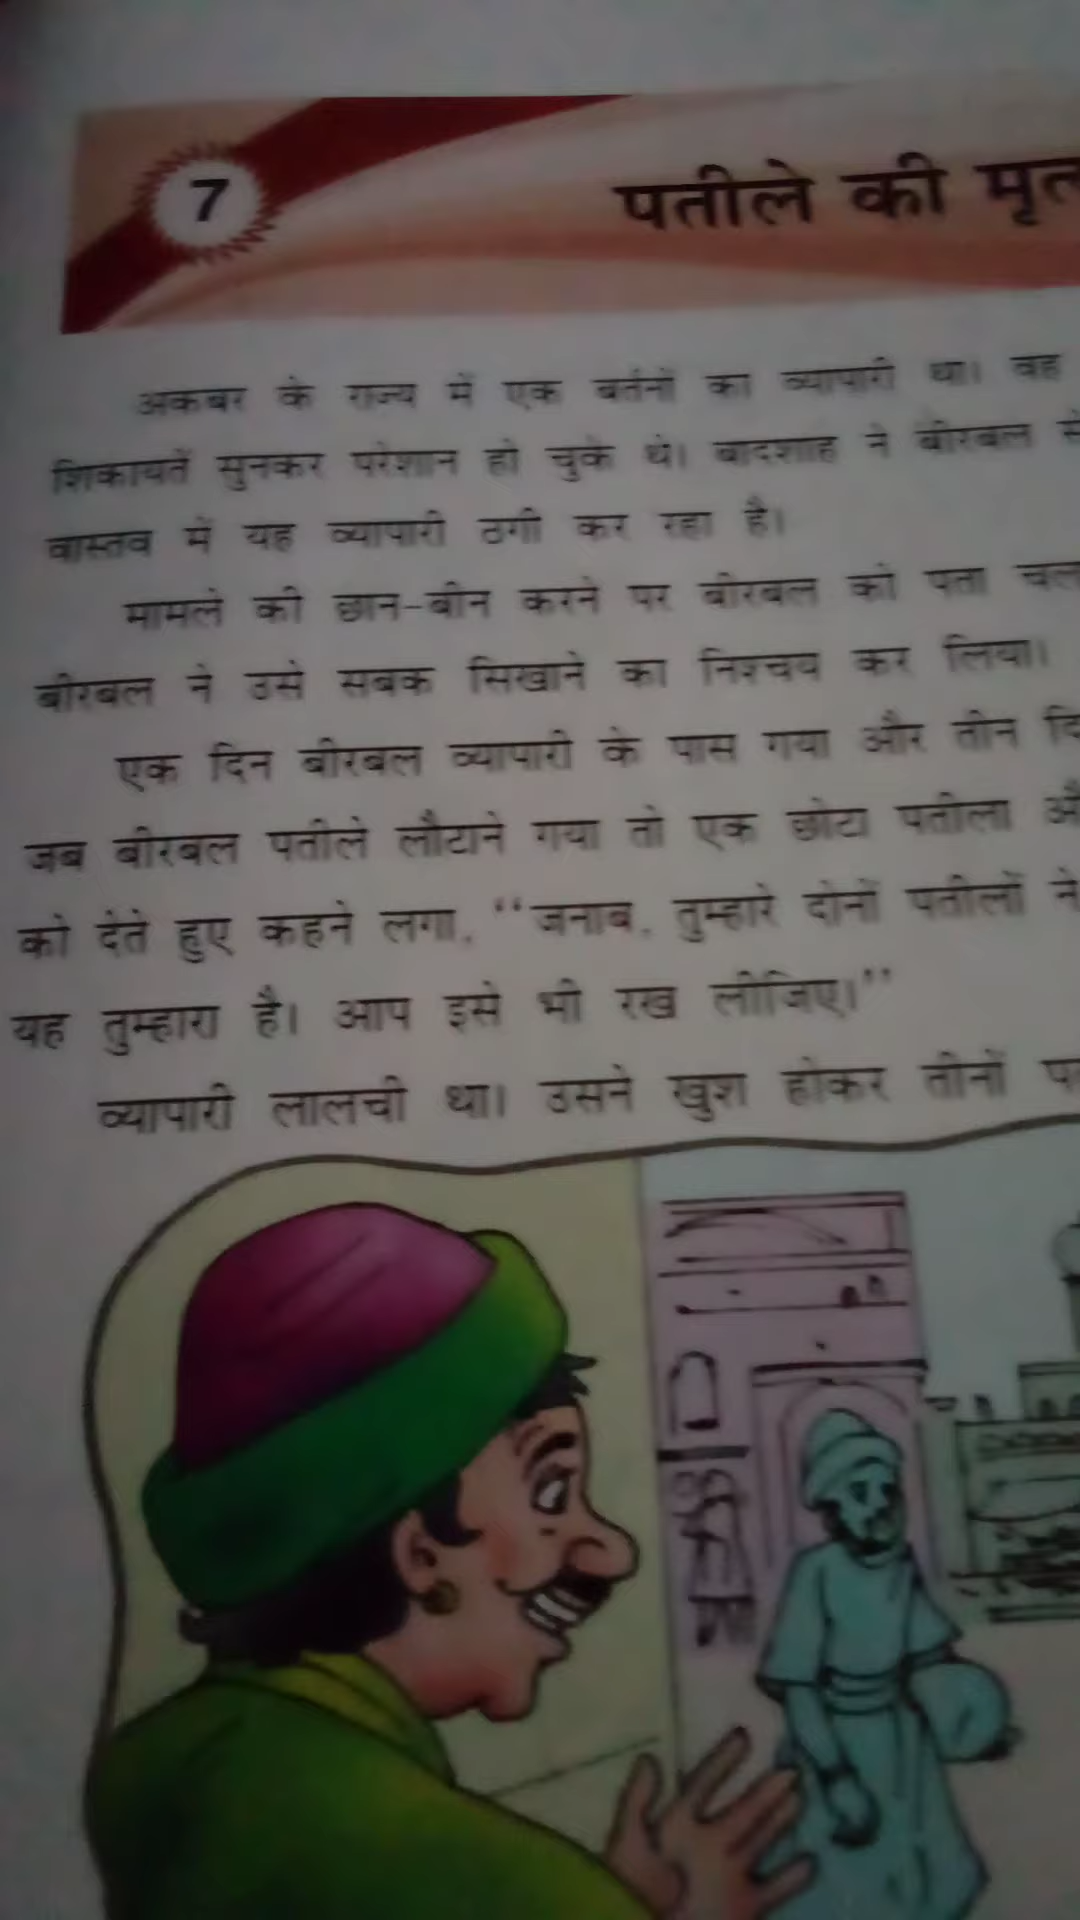 7
पतीले की
अकबर के राज्य में एक बर्तनों का व्यापारी था। वह
शिकायतें सुनकर परेशान हो चुके थे। बादशाह ने बीरबल
वास्तव में यह व्यापारी ठगी कर रहा है।
मामले की छान-बीन करने पर बीरबल को पता
बीरबल ने उसे सबक सिखाने का निश्चय कर लिया।
एक दिन बीरबल व्यापारी के पास गया और तीन
जब बीरबल पतीले लौटाने गया तो एक छोटा पतीला
को देते हुए कहने लगा, “जनाब, तुम्हारे दोनों पतीलों ने
यह तुम्हारा है। आप इसे भी रख लीजिए।”
व्यापारी लालची था। उसने खुश होकर तीनों